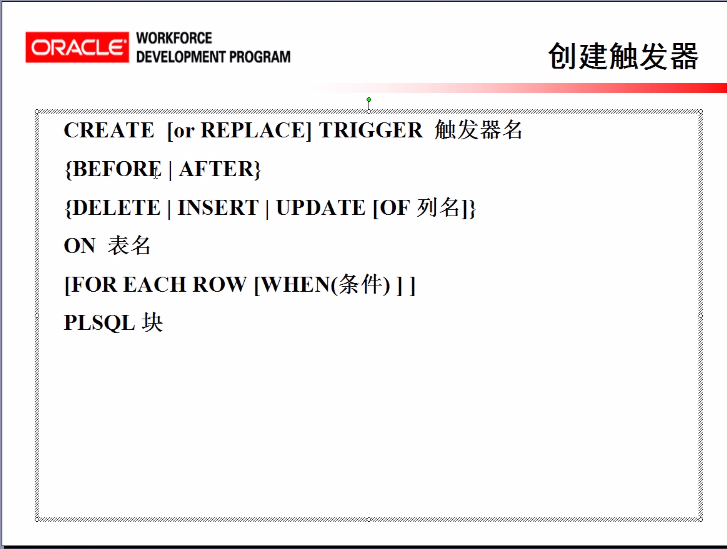 ORACLE WORKFORCE
DEVELOPMENT PROGRAM
创建触发器
CREATE [or REPLACE] TRIGGER 触发器名
{BEFORE | AFTER}
{DELETE | INSERT | UPDATE [OF 列名]}
ON 表名
[FOR EACH ROW [WHEN(条件) ] ]
PLSQL 块